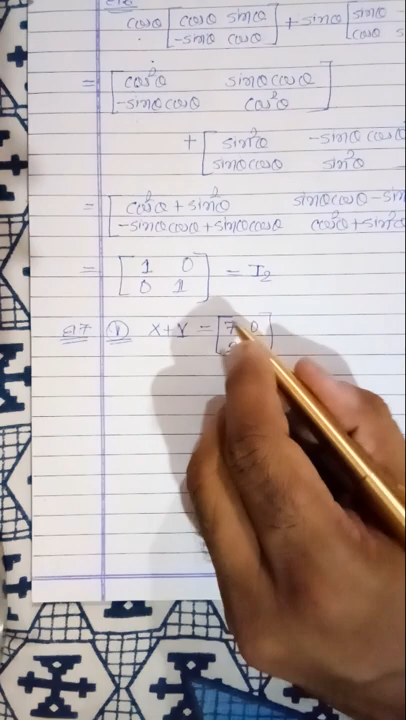 cosθ [cosθ sinθ + sinθ [sinθ -
-sinθ cosθ] cosθ s
= [cos²θ sinθcosθ
-sinθcosθ cos²θ]
+ [sin²θ -sinθcosθ
sinθcosθ sin²θ
= [cos²θ + sin²θ sinθcosθ - sin
-sinθcosθ + sinθcosθ cos²θ + sin²θ
= [1 0 = I₂
0 1]
X+Y = [7 0